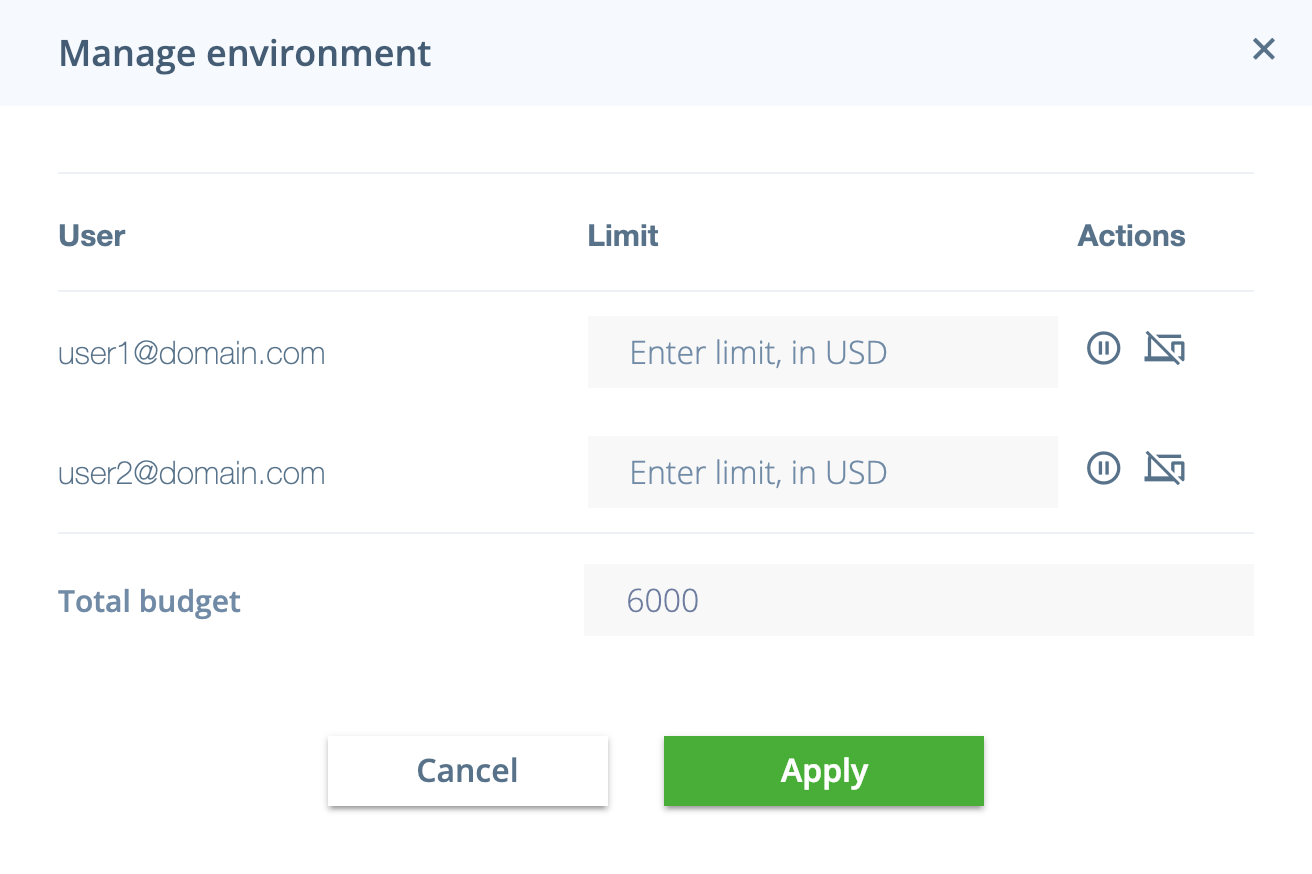 Manage environment
User Limit Actions
user1@domain.com Enter limit, in USD
user2@domain.com Enter limit, in USD
Total budget 6000
Cancel Apply